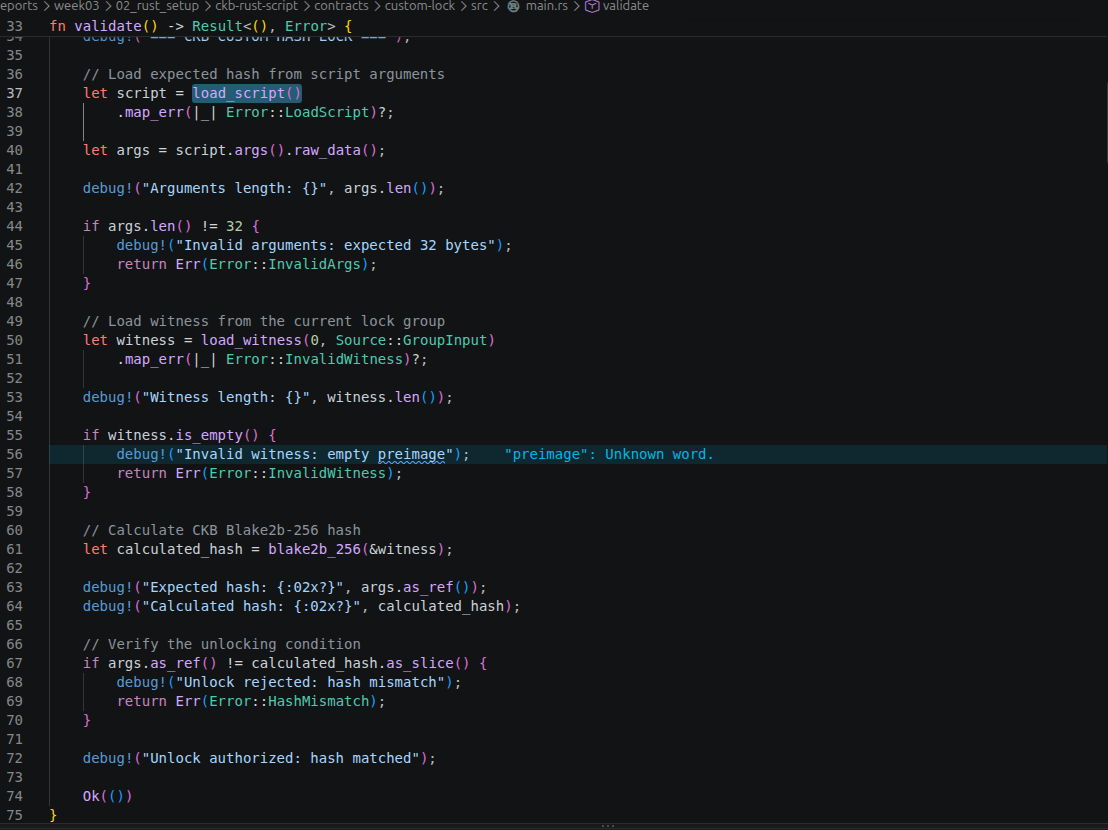 eports > week03 > 02_rust_setup > ckb-rust-script > contracts > custom-lock > src > main.rs > validate
33 fn validate() -> Result<(), Error> {
34 debug!("=== CKB CUSTOM HASH LOCK ===");
35
36 // Load expected hash from script arguments
37 let script = load_script()
38 .map_err(|_| Error::LoadScript)?;
39
40 let args = script.args().raw_data();
41
42 debug!("Arguments length: {}", args.len());
43
44 if args.len() != 32 {
45 debug!("Invalid arguments: expected 32 bytes");
46 return Err(Error::InvalidArgs);
47 }
48
49 // Load witness from the current lock group
50 let witness = load_witness(0, Source::GroupInput)
51 .map_err(|_| Error::InvalidWitness)?;
52
53 debug!("Witness length: {}", witness.len());
54
55 if witness.is_empty() {
56 debug!("Invalid witness: empty preimage"); "preimage": Unknown word.
57 return Err(Error::InvalidWitness);
58 }
59
60 // Calculate CKB Blake2b-256 hash
61 let calculated_hash = blake2b_256(&witness);
62
63 debug!("Expected hash: {:02x?}", args.as_ref());
64 debug!("Calculated hash: {:02x?}", calculated_hash);
65
66 // Verify the unlocking condition
67 if args.as_ref() != calculated_hash.as_slice() {
68 debug!("Unlock rejected: hash mismatch");
69 return Err(Error::HashMismatch);
70 }
71
72 debug!("Unlock authorized: hash matched");
73
74 Ok(())
75 }